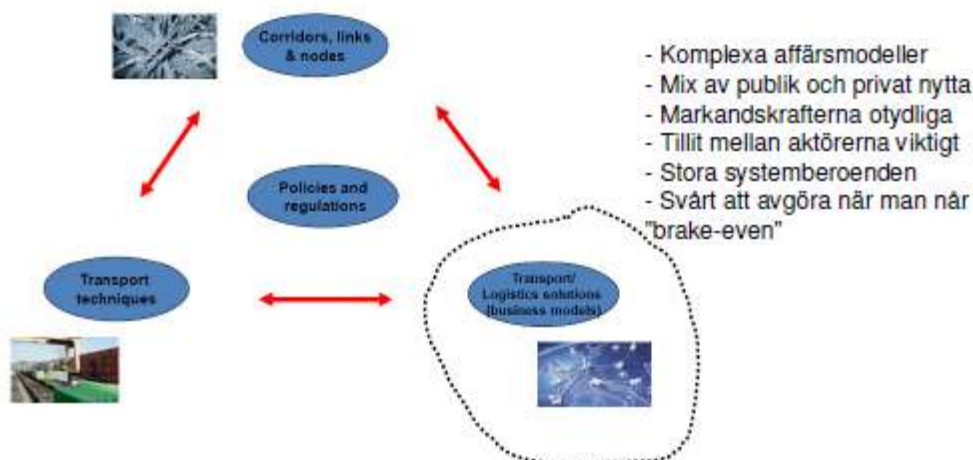 Corridors, links
& nodes
Policies and
regulations
Transport
techniques
Transport/
Logistics solutions
(business models)
- Komplexa affärsmodeller
- Mix av publik och privat nytta
- Markandskrafterna otydliga
- Tillit mellan aktörerna viktigt
- Stora systemberoenden
- Svårt att avgöra när man når
"brake-even"